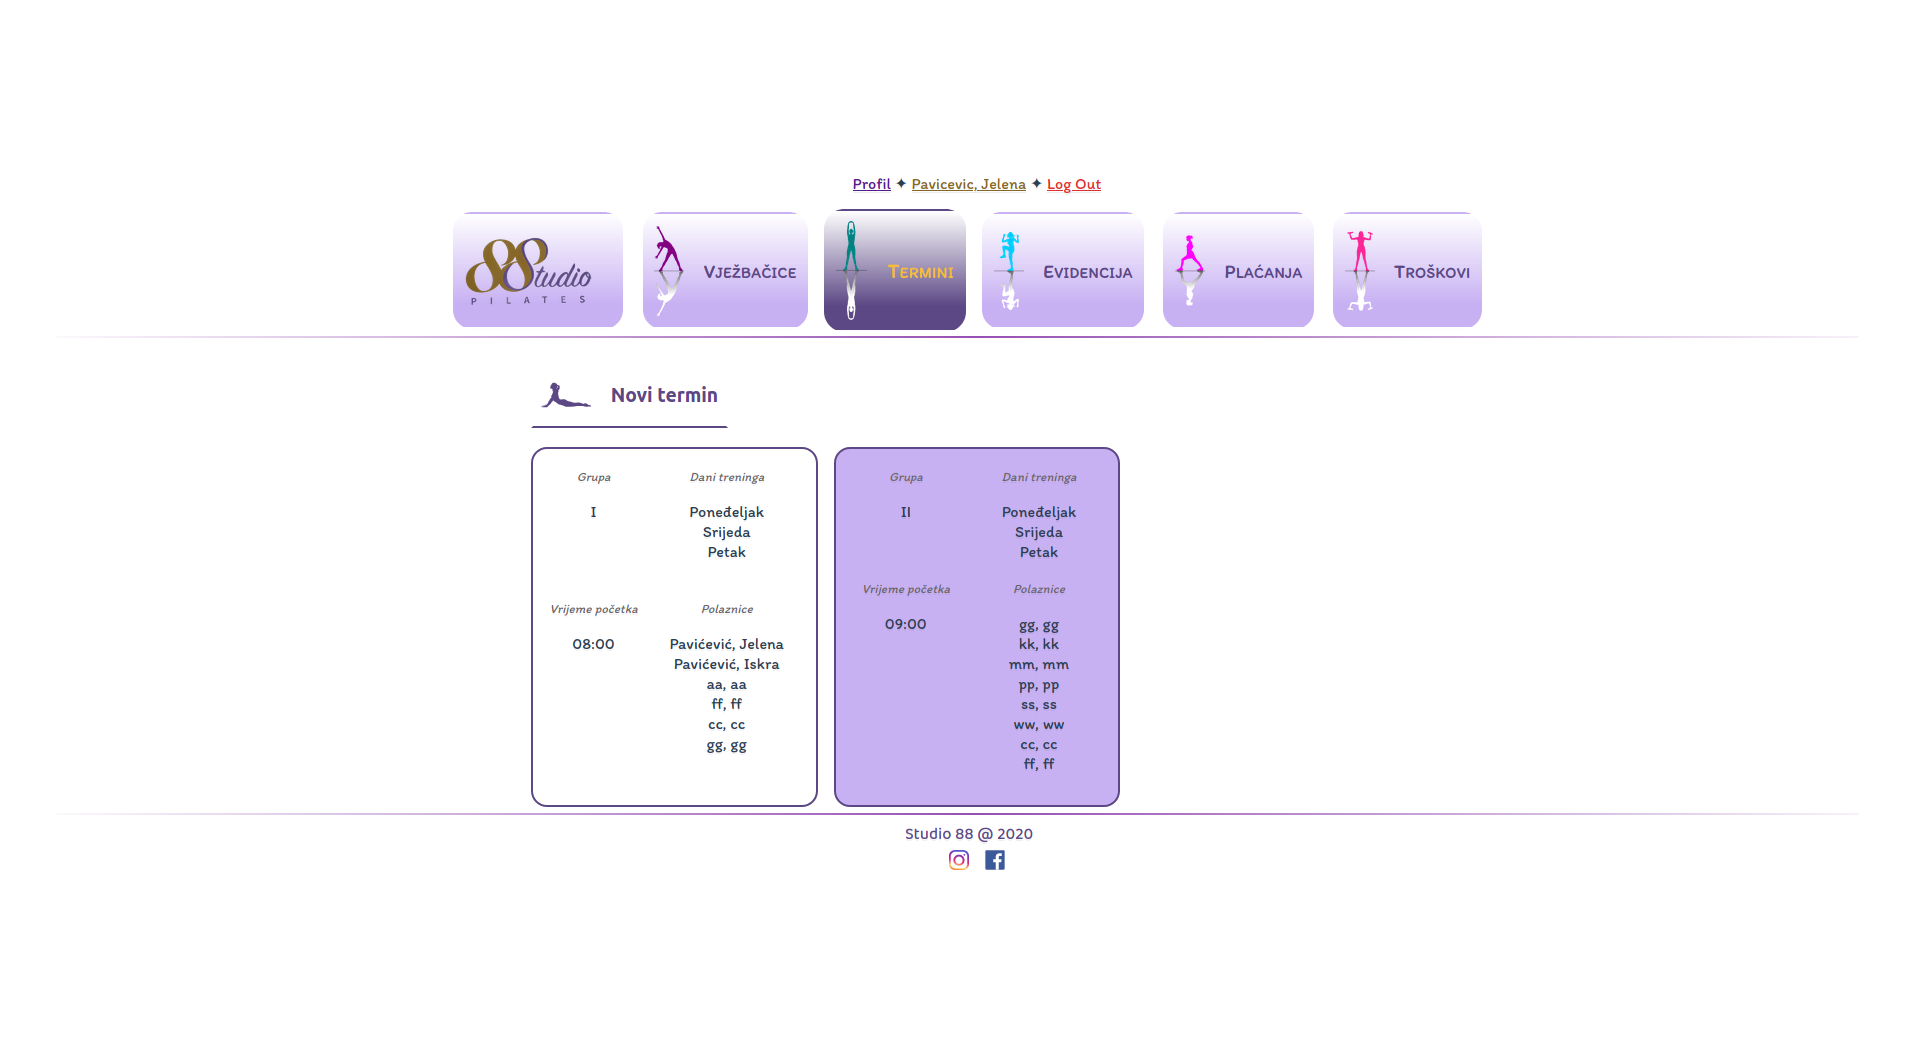 Profil ✦ Pavicevic, Jelena ✦ Log Out
88Studio
PILATES
VJEŽBAČICE
TERMINI
EVIDENCIJA
PLAĆANJA
TROŠKOVI
Novi termin
Grupa
Dani treninga
I
Poneđeljak
Srijeda
Petak
Vrijeme početka
Polaznice
08:00
Pavićević, Jelena
Pavićević, Iskra
aa, aa
ff, ff
cc, cc
gg, gg
Grupa
Dani treninga
II
Poneđeljak
Srijeda
Petak
Vrijeme početka
Polaznice
09:00
gg, gg
kk, kk
mm, mm
pp, pp
ss, ss
ww, ww
cc, cc
ff, ff
Studio 88 @ 2020